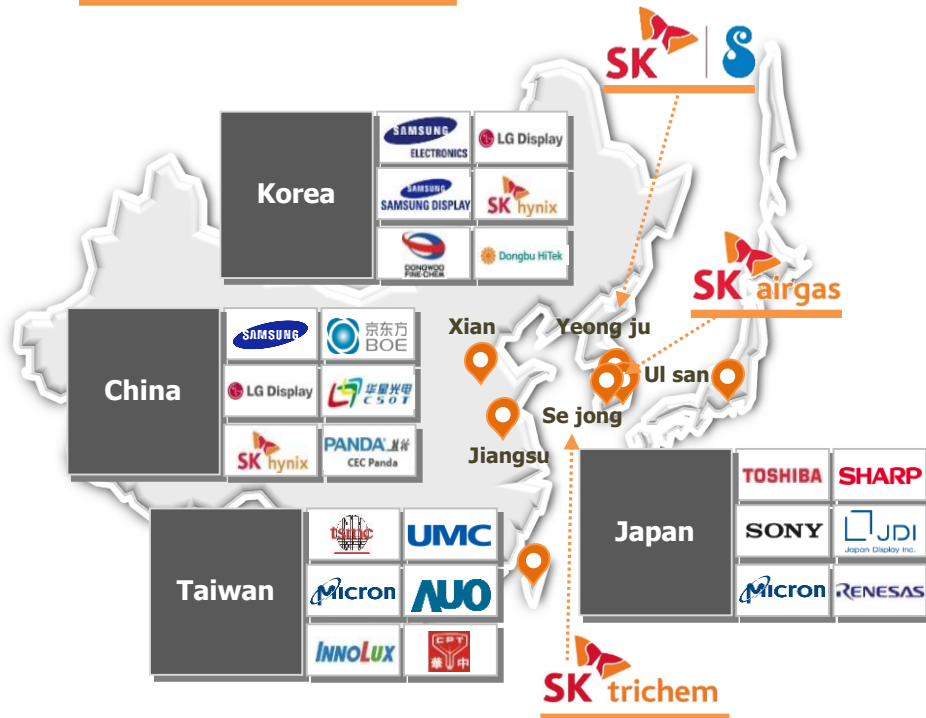 SK S
Korea
SAMSUNG
ELECTRONICS
LG Display
SAMSUNG
SAMSUNG DISPLAY
SK hynix
DONGWOO
FINE-CHEM
Dongbu HiTek
SK airgas
Xian
Yeong ju
Ul san
Se jong
Jiangsu
China
SAMSUNG
京东方
BOE
LG Display
华星光电
CSOT
SK hynix
PANDA
CEC Panda
Taiwan
tsmc
UMC
Micron
AUO
INNOLUX
CPT
華中
Japan
TOSHIBA
SHARP
SONY
JDI
Japan Display Inc.
Micron
RENESAS
SK trichem